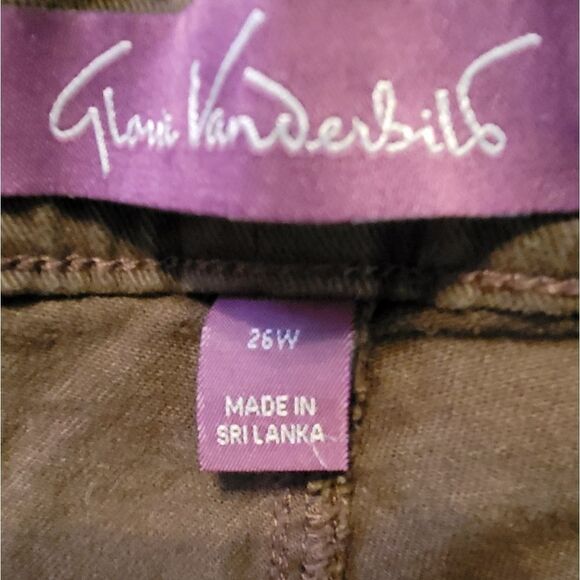 Gloria Vanderbilt
26W
MADE IN
SRI LANKA